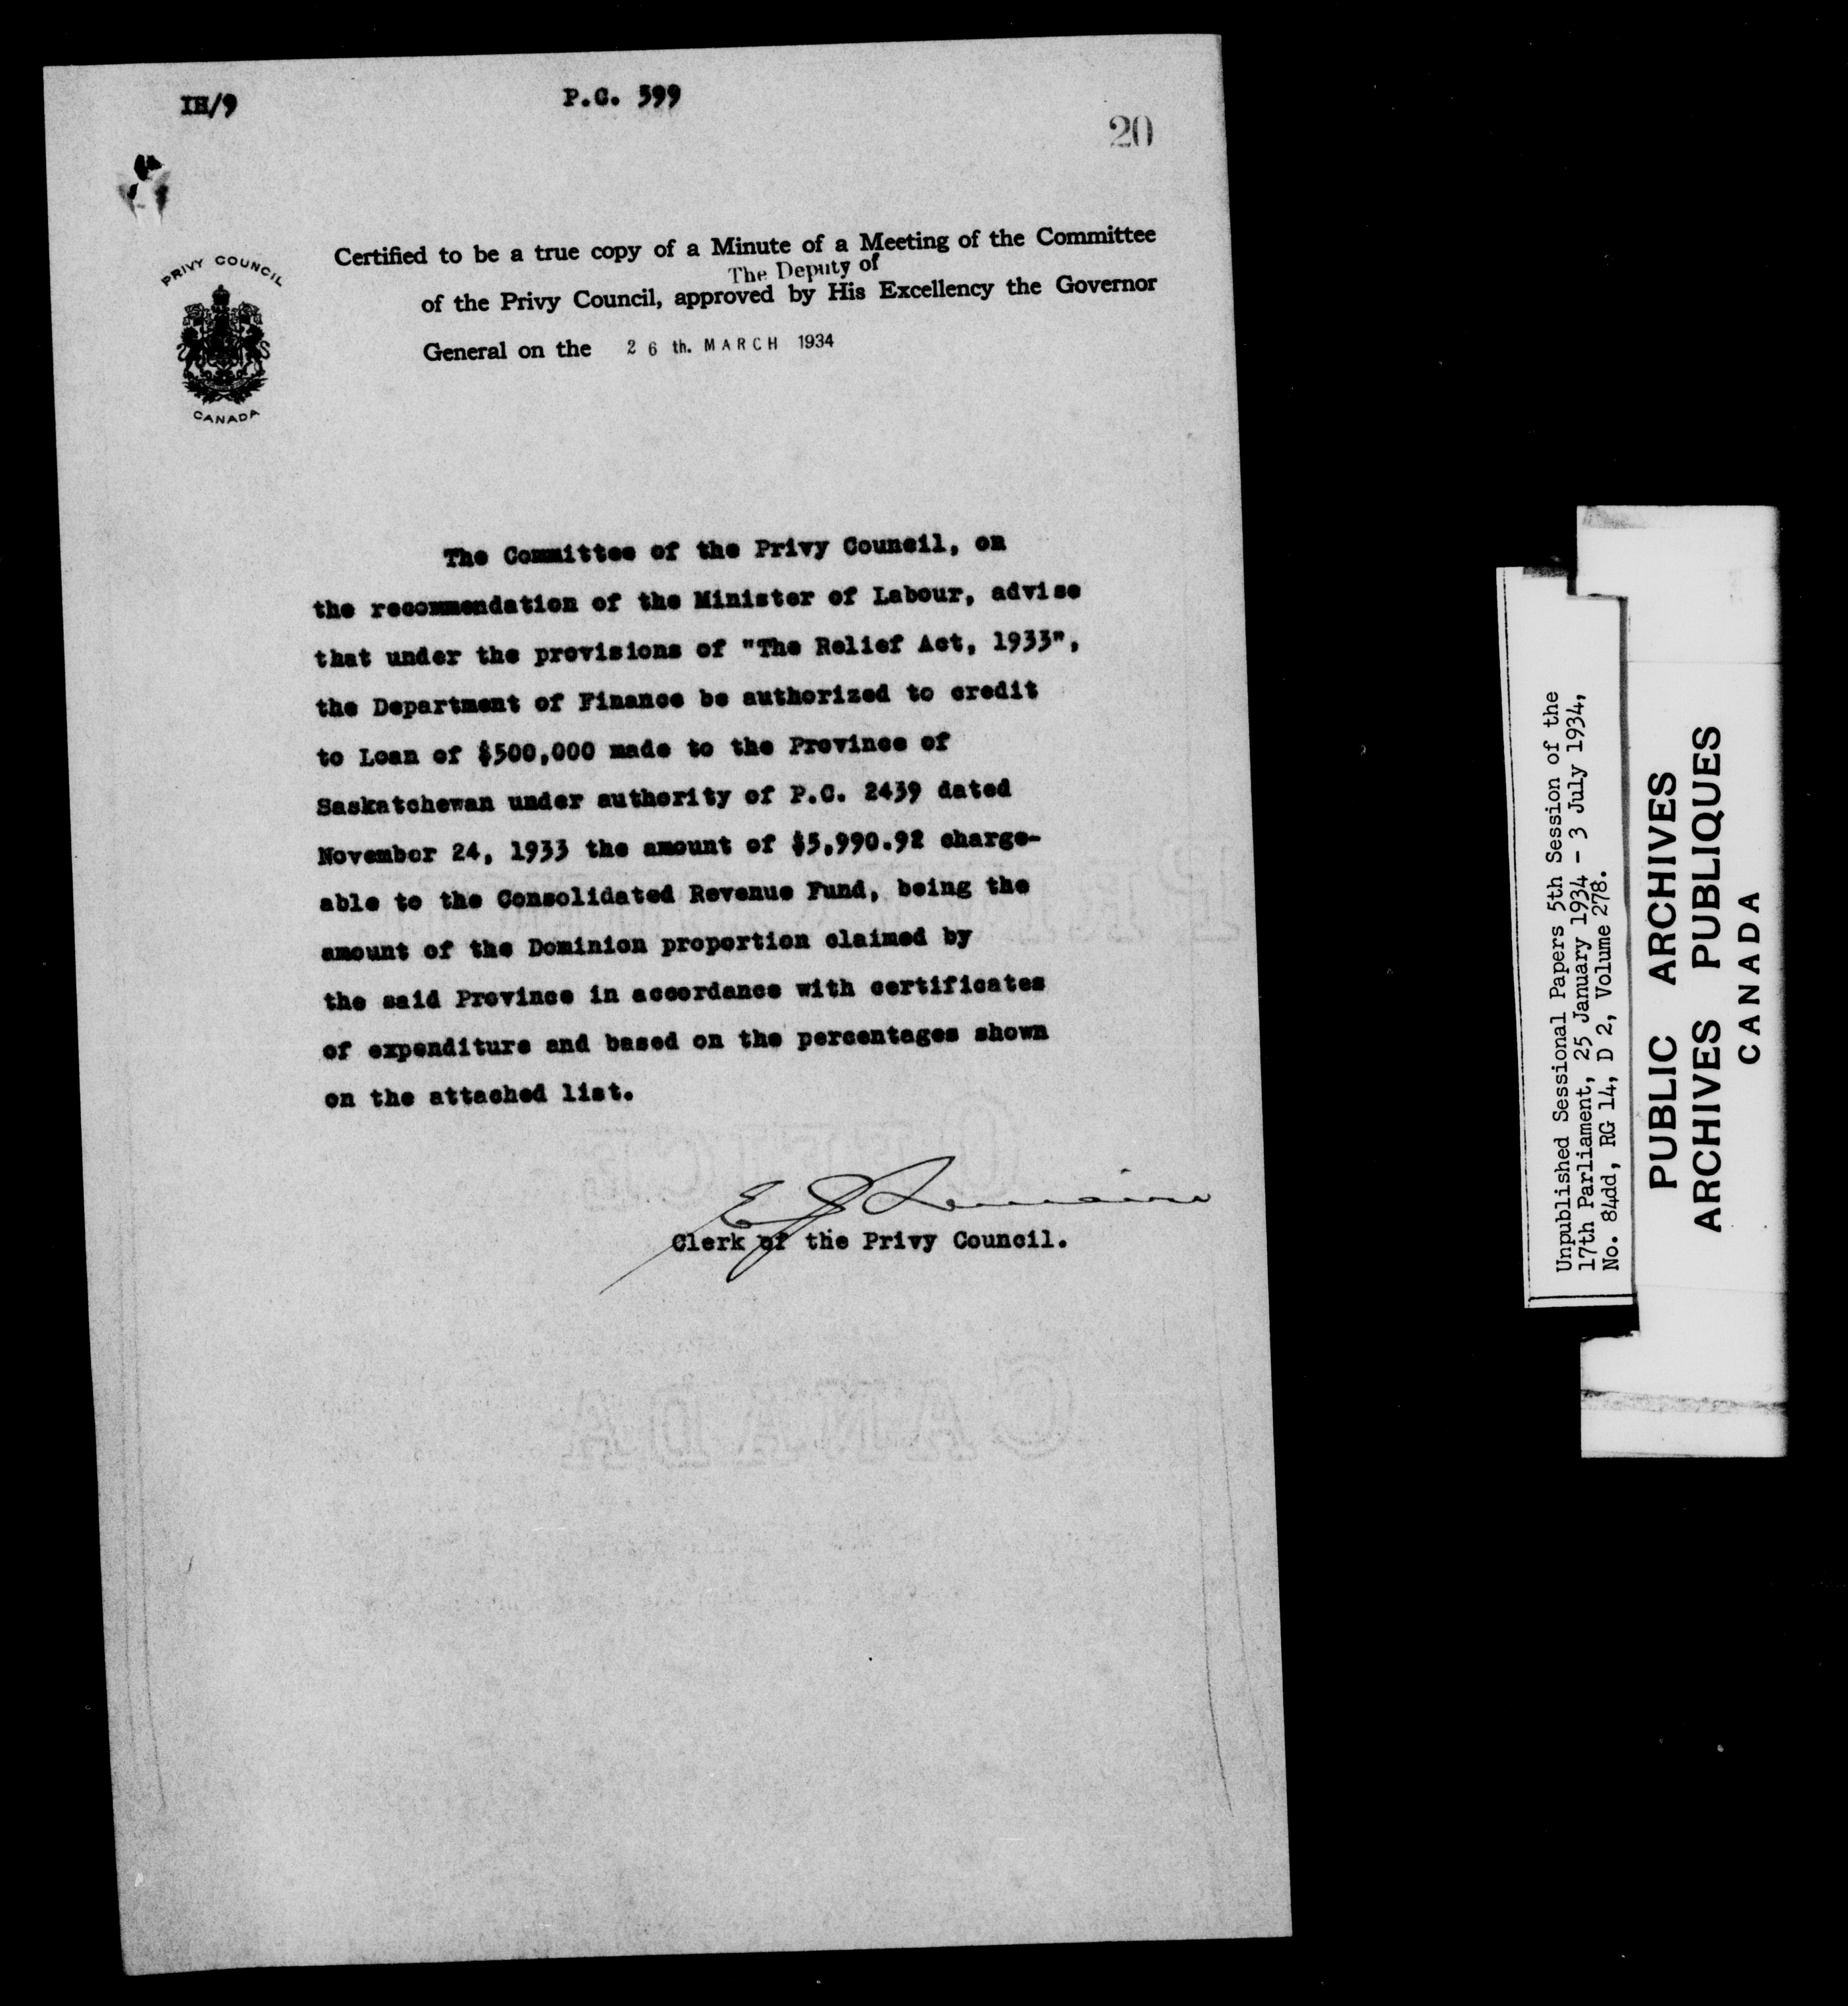 IH/9
P.C. 599
20
PRIVY COUNCIL
CANADA
Certified to be a true copy of a Minute of a Meeting of the Committee
The Deputy of
of the Privy Council, approved by His Excellency the Governor
General on the 26 th. MARCH 1934
The Committee of the Privy Council, on
the recommendation of the Minister of Labour, advise
that under the provisions of "The Relief Act, 1933",
the Department of Finance be authorized to credit
to Loan of $500,000 made to the Province of
Saskatchewan under authority of P.C. 2439 dated
November 24, 1933 the amount of $5,990.92 charge-
able to the Consolidated Revenue Fund, being the
amount of the Dominion proportion claimed by
the said Province in accordance with certificates
of expenditure and based on the percentages shown
on the attached list.
E J Lemaire
Clerk of the Privy Council.
Unpublished Sessional Papers 5th Session of the
17th Parliament, 25 January 1934 - 3 July 1934,
No. 84dd, RG 14, D 2, Volume 278.
PUBLIC ARCHIVES
ARCHIVES PUBLIQUES
CANADA